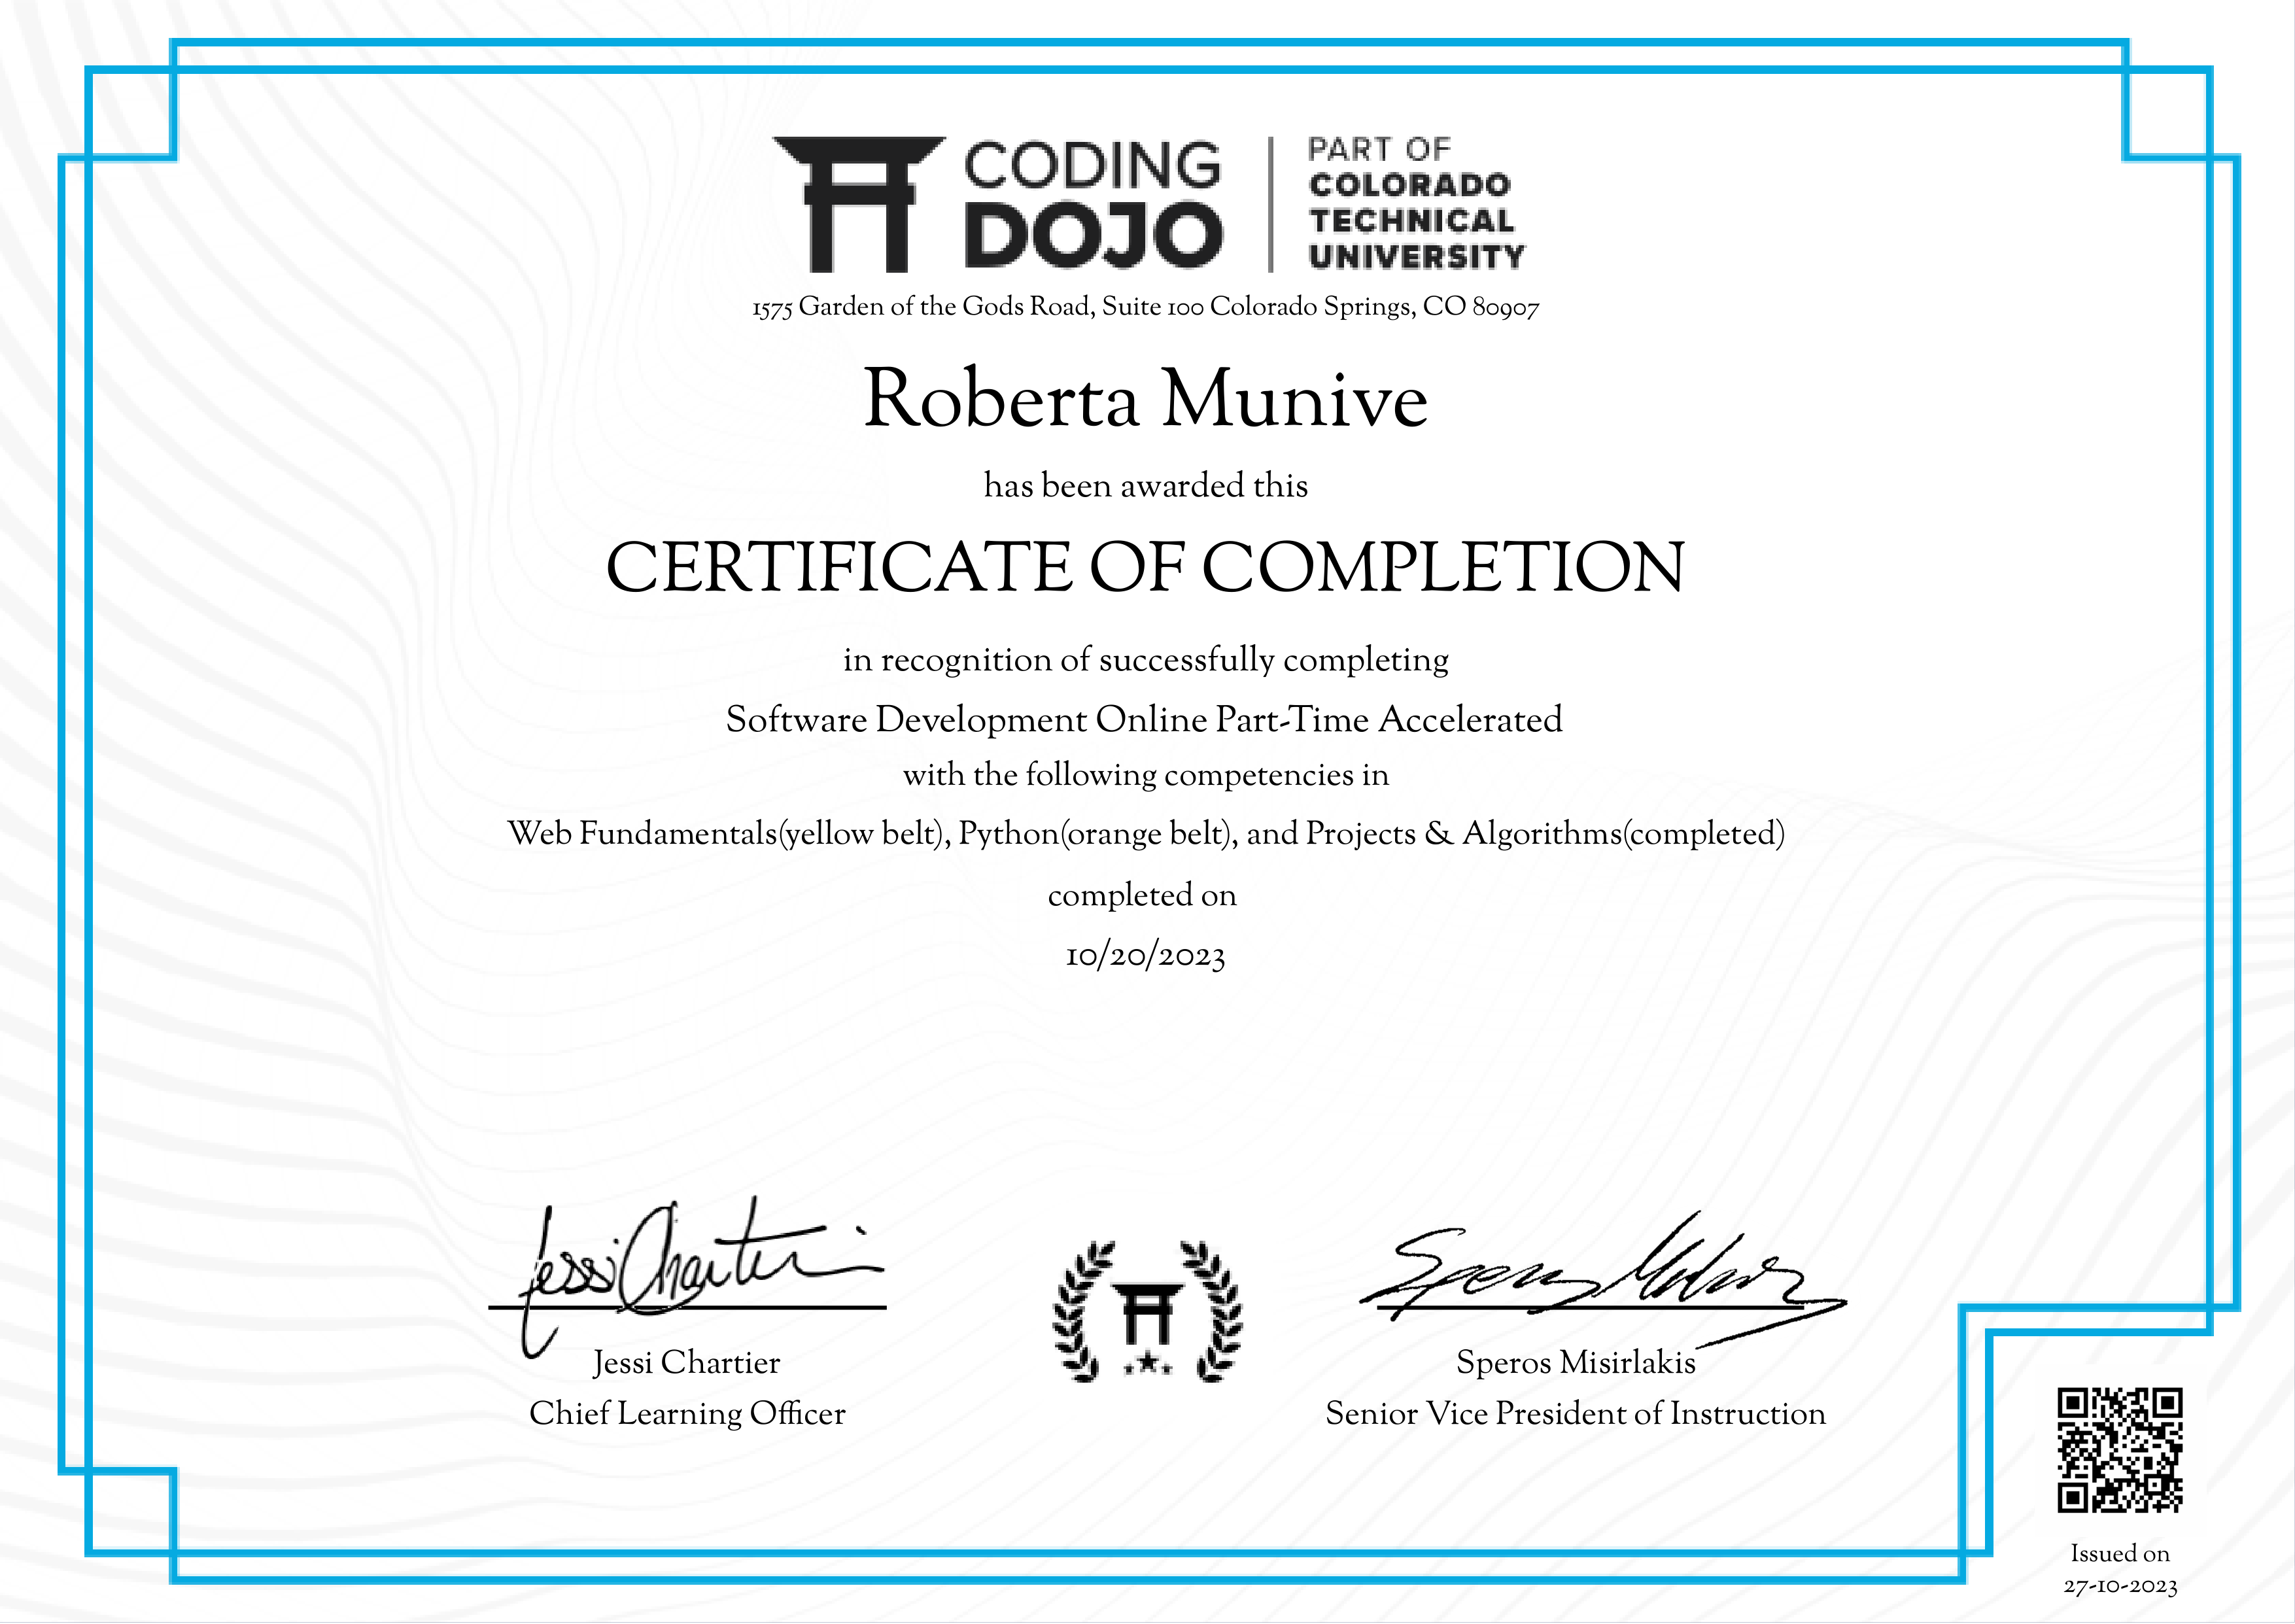 CODING
DOJO
PART OF
COLORADO
TECHNICAL
UNIVERSITY
1575 Garden of the Gods Road, Suite 100 Colorado Springs, CO 80907
Roberta Munive
has been awarded this
CERTIFICATE OF COMPLETION
in recognition of successfully completing
Software Development Online Part-Time Accelerated
with the following competencies in
Web Fundamentals(yellow belt), Python(orange belt), and Projects & Algorithms(completed)
completed on
10/20/2023
Jessi Chartier
Jessi Chartier
Chief Learning Officer
Speros Misirlakis
Senior Vice President of Instruction
Issued on
27-10-2023